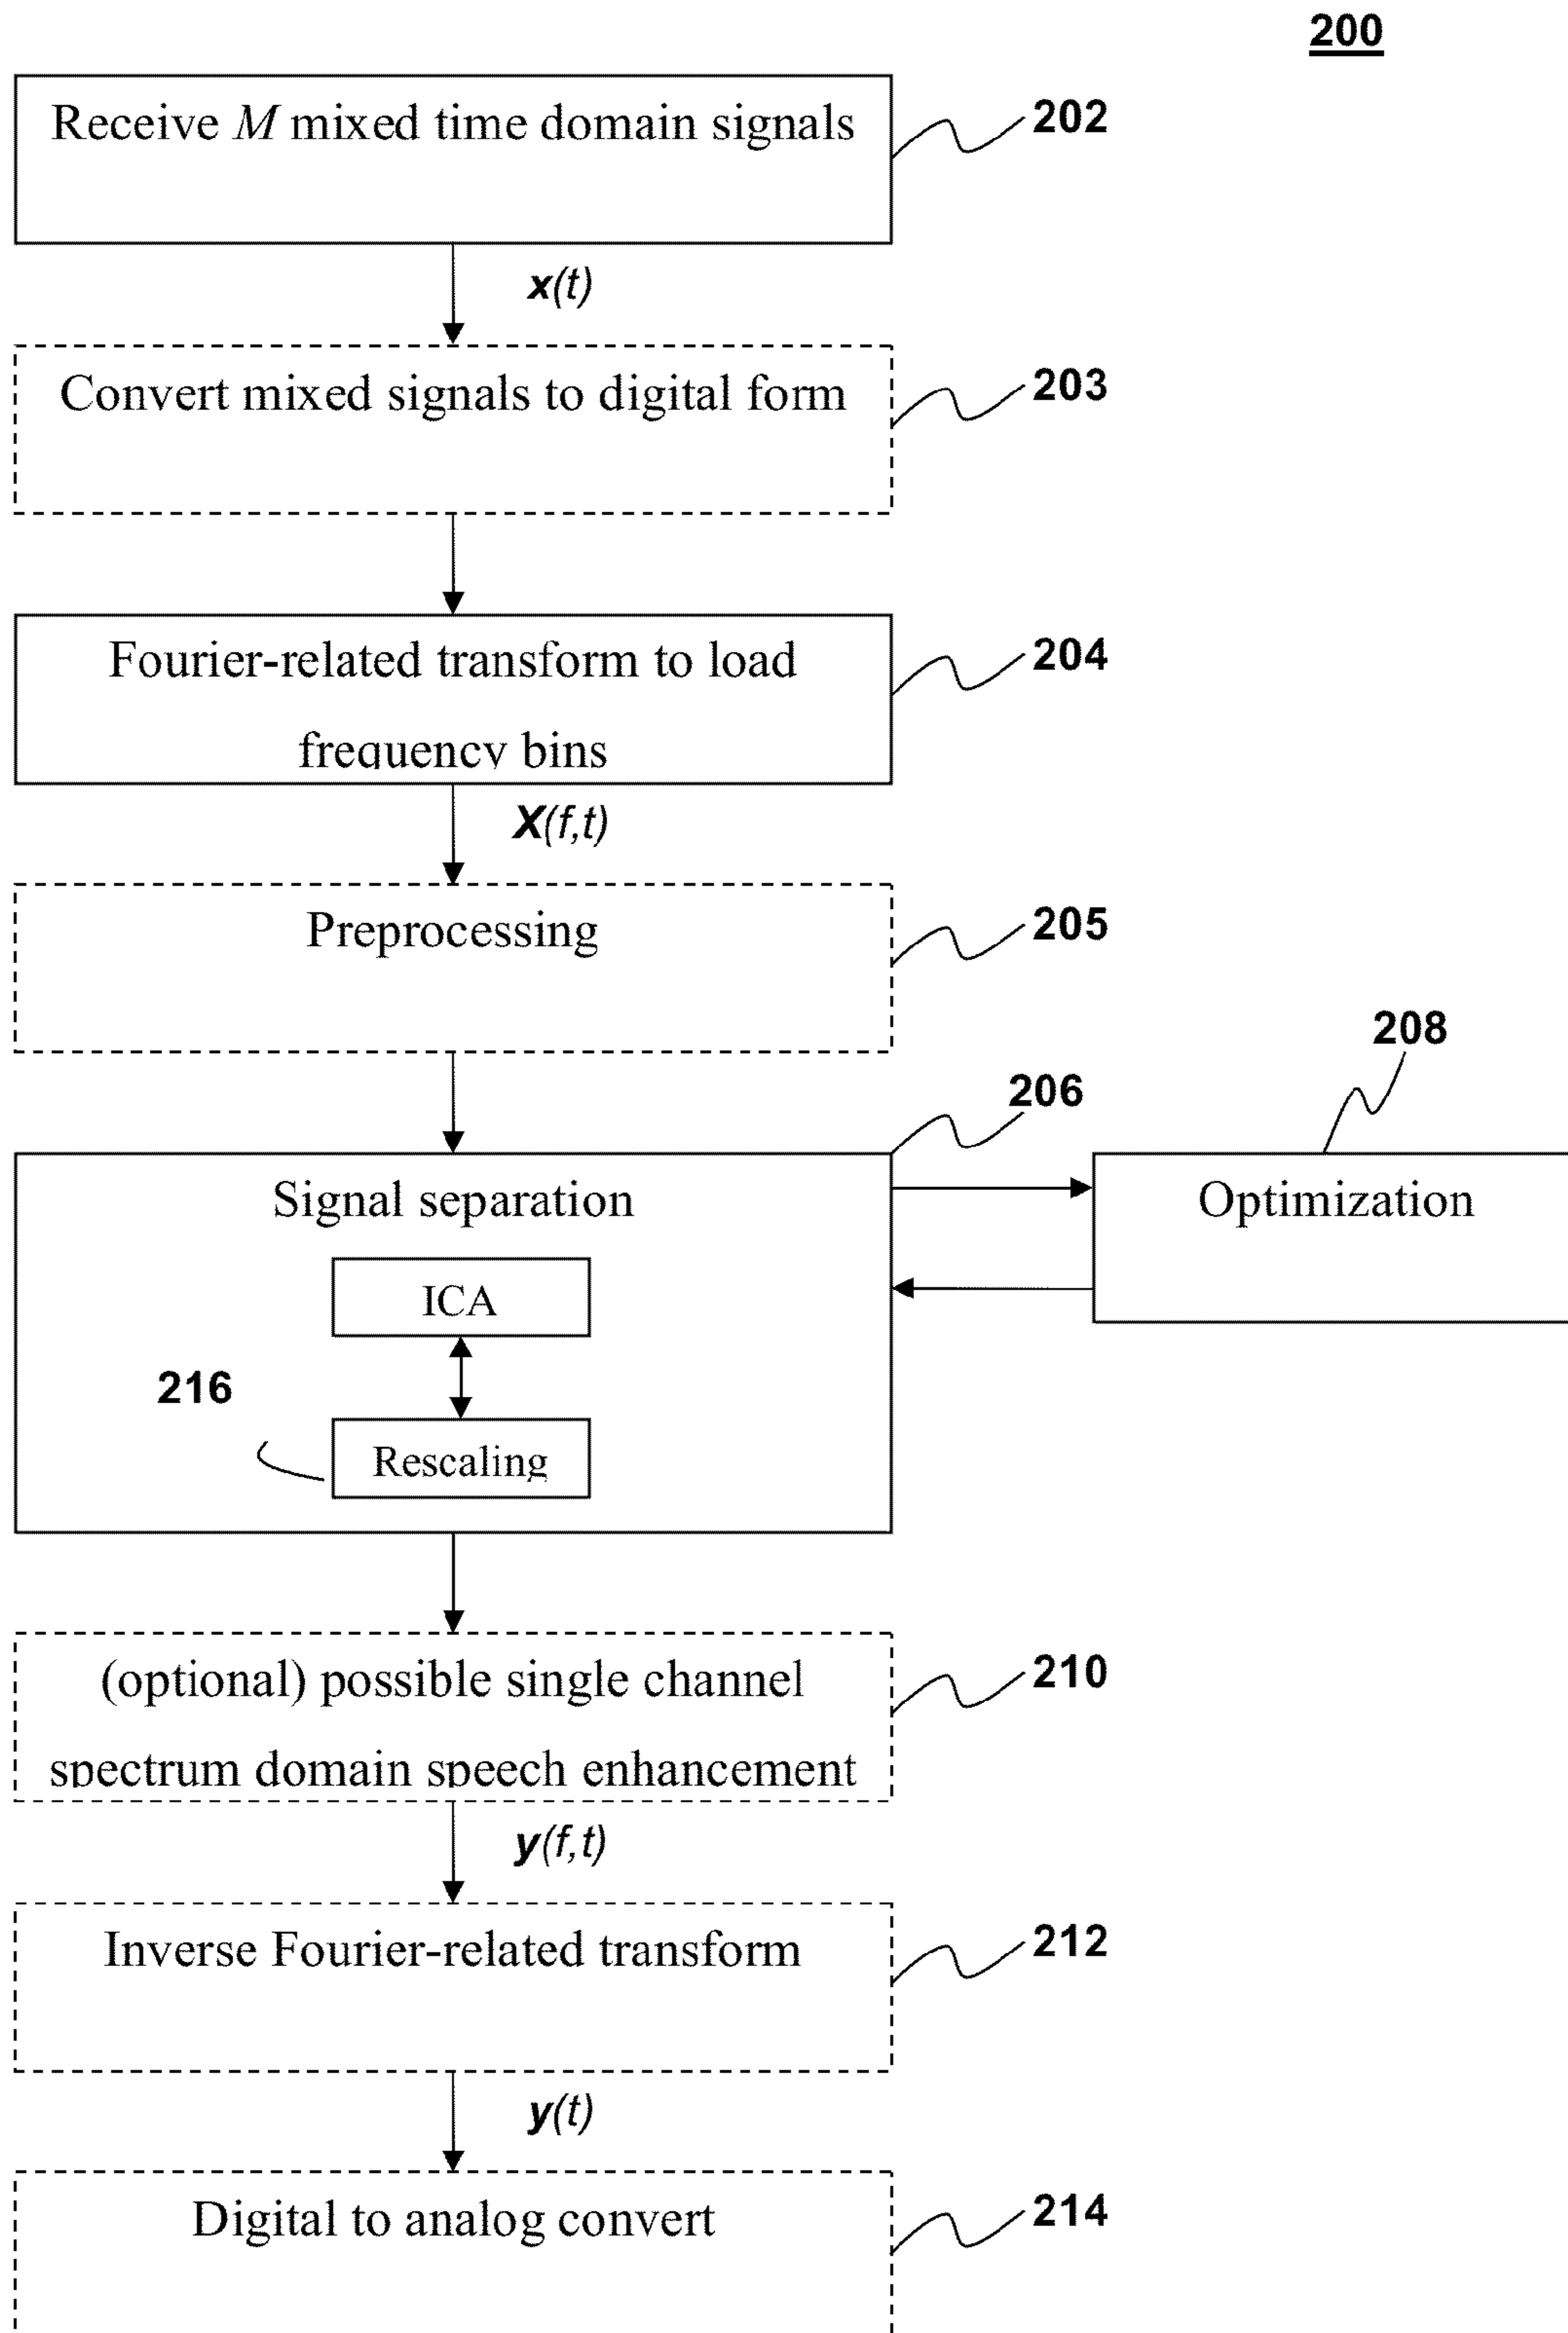 200
Receive M mixed time domain signals
202
x(t)
Convert mixed signals to digital form
203
Fourier-related transform to load
frequency bins
204
X(f,t)
Preprocessing
205
208
206
Signal separation
Optimization
ICA
216
Rescaling
(optional) possible single channel
spectrum domain speech enhancement
210
y(f,t)
Inverse Fourier-related transform
212
y(t)
Digital to analog convert
214